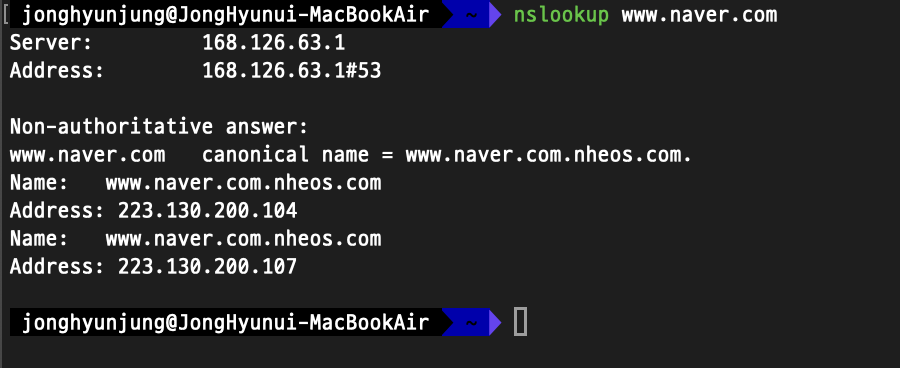 jonghyunjung@JongHyunui-MacBookAir ~ nslookup www.naver.com
Server: 168.126.63.1
Address: 168.126.63.1#53
Non-authoritative answer:
www.naver.com canonical name = www.naver.com.nheos.com.
Name: www.naver.com.nheos.com
Address: 223.130.200.104
Name: www.naver.com.nheos.com
Address: 223.130.200.107
jonghyunjung@JongHyunui-MacBookAir ~